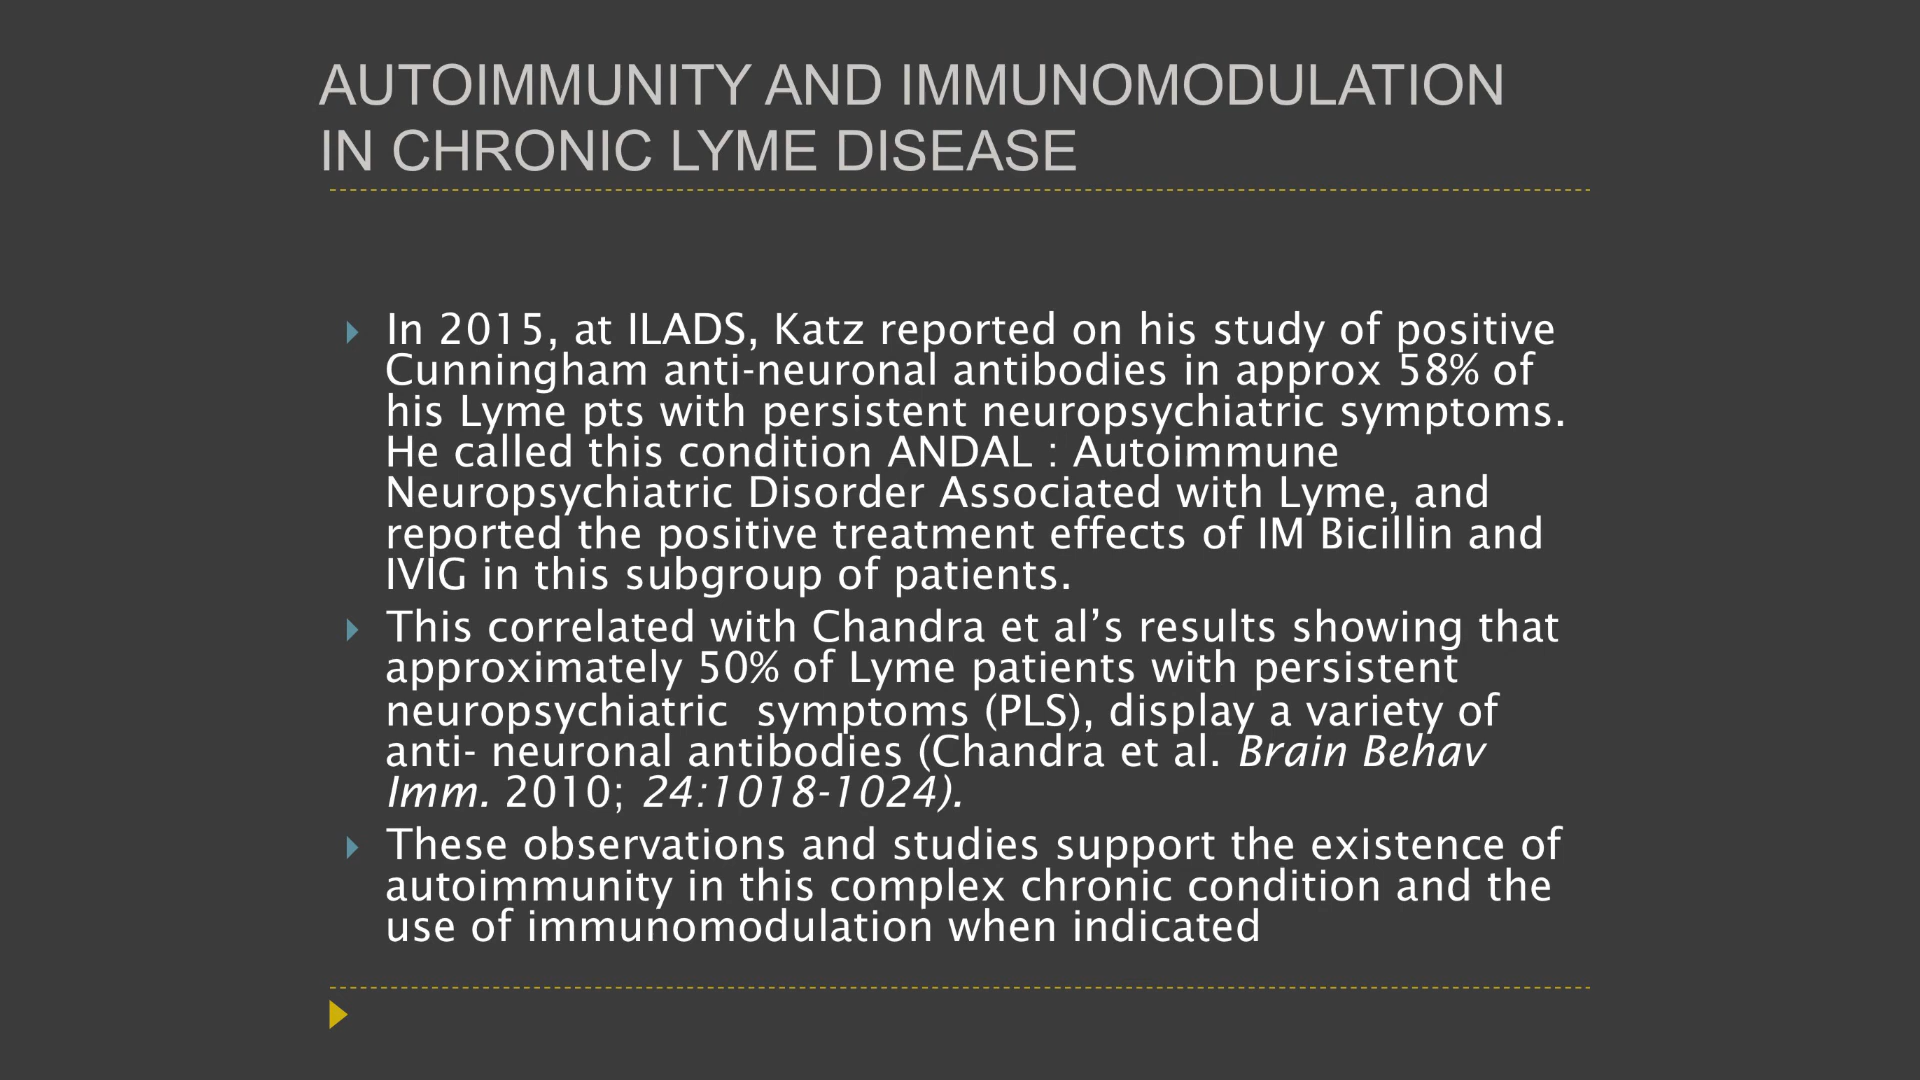 AUTOIMMUNITY AND IMMUNOMODULATION
IN CHRONIC LYME DISEASE
In 2015, at ILADS, Katz reported on his study of positive
Cunningham anti-neuronal antibodies in approx 58% of
his Lyme pts with persistent neuropsychiatric symptoms.
He called this condition ANDAL : Autoimmune
Neuropsychiatric Disorder Associated with Lyme, and
reported the positive treatment effects of IM Bicillin and
IVIG in this subgroup of patients.
This correlated with Chandra et al’s results showing that
approximately 50% of Lyme patients with persistent
neuropsychiatric  symptoms (PLS), display a variety of
anti- neuronal antibodies (Chandra et al. Brain Behav
Imm. 2010; 24:1018-1024).
These observations and studies support the existence of
autoimmunity in this complex chronic condition and the
use of immunomodulation when indicated